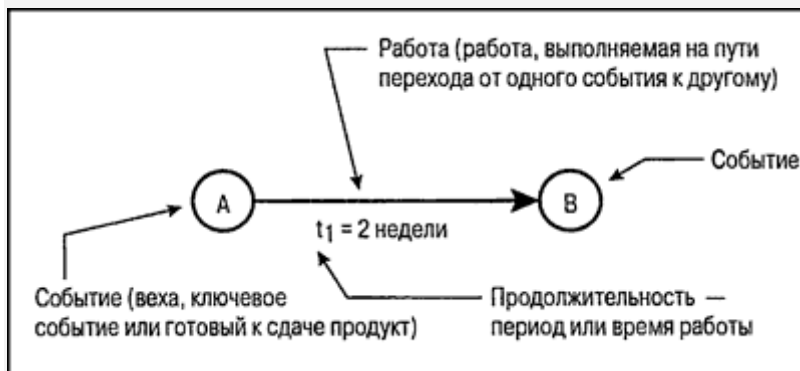 Работа (работа, выполняемая на пути
перехода от одного события к другому)
Событие
A
B
t1 = 2 недели
Событие (веха, ключевое
событие или готовый к сдаче продукт)
Продолжительность —
период или время работы